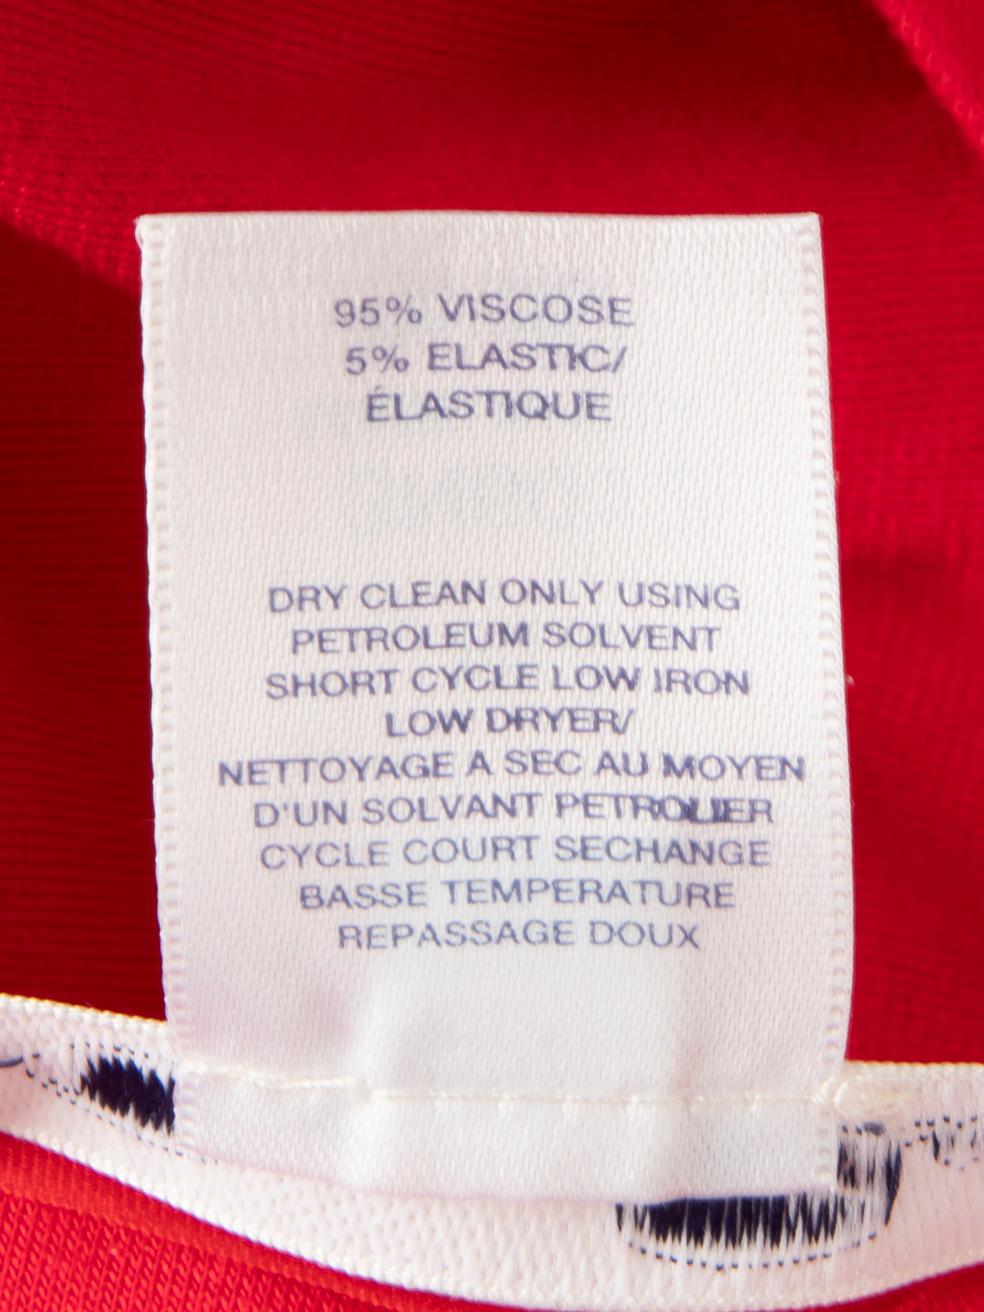 95% VISCOSE
5% ELASTIC/
ÉLASTIQUE
DRY CLEAN ONLY USING
PETROLEUM SOLVENT
SHORT CYCLE LOW IRON
LOW DRYER/
NETTOYAGE A SEC AU MOYEN
D'UN SOLVANT PETROLIER
CYCLE COURT SECHANGE
BASSE TEMPERATURE
REPASSAGE DOUX